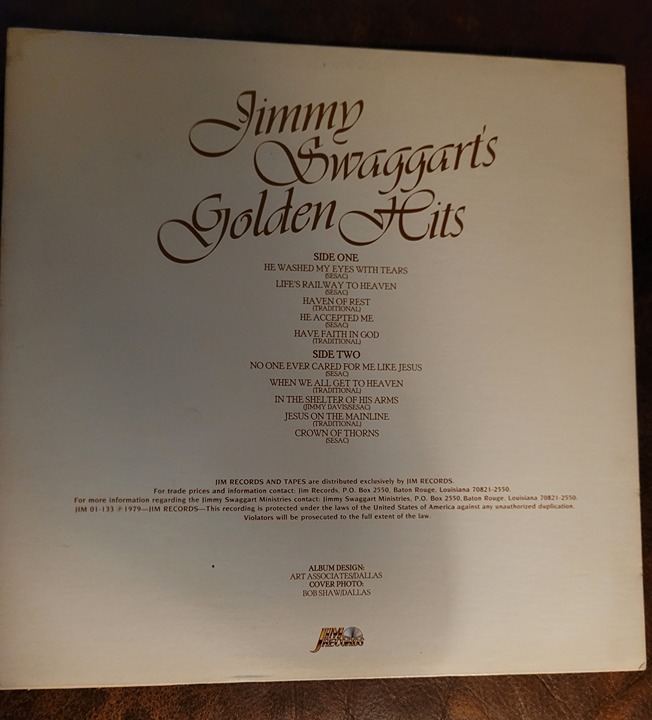 Jimmy
Swaggart's
Golden Hits
SIDE ONE
HE WASHED MY EYES WITH TEARS
(SESAC)
LIFE'S RAILWAY TO HEAVEN
(SESAC)
HAVEN OF REST
(TRADITIONAL)
HE ACCEPTED ME
(SESAC)
HAVE FAITH IN GOD
(TRADITIONAL)
SIDE TWO
NO ONE EVER CARED FOR ME LIKE JESUS
(SESAC)
WHEN WE ALL GET TO HEAVEN
(TRADITIONAL)
IN THE SHELTER OF HIS ARMS
(JIMMY DAVIS/SESAC)
JESUS ON THE MAINLINE
(TRADITIONAL)
CROWN OF THORNS
(SESAC)
JIM RECORDS AND TAPES are distributed exclusively by JIM RECORDS.
For trade prices and information contact: Jim Records, P.O. Box 2550, Baton Rouge, Louisiana 70821-2550.
For more information regarding the Jimmy Swaggart Ministries contact: Jimmy Swaggart Ministries, P.O. Box 2550, Baton Rouge, Louisiana 70821-2550.
JIM 01-133 ℗ 1979—JIM RECORDS—This recording is protected under the laws of the United States of America against any unauthorized duplication.
Violators will be prosecuted to the full extent of the law.
ALBUM DESIGN:
ART ASSOCIATES/DALLAS
COVER PHOTO:
BOB SHAW/DALLAS
JIM
RECORDS